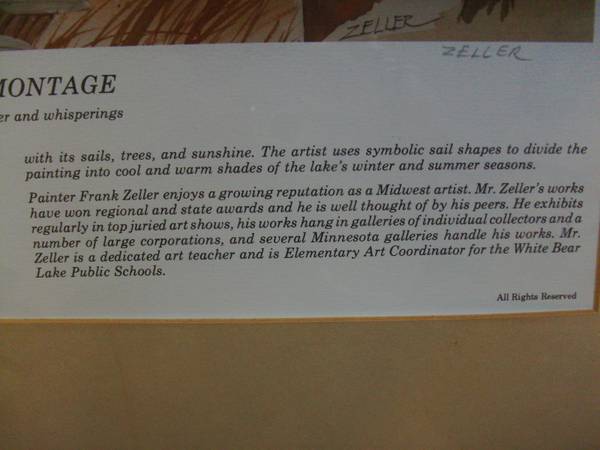 ZELLER
ZELLER
MONTAGE
er and whisperings
with its sails, trees, and sunshine. The artist uses symbolic sail shapes to divide the
painting into cool and warm shades of the lake's winter and summer seasons.
Painter Frank Zeller enjoys a growing reputation as a Midwest artist. Mr. Zeller's works
have won regional and state awards and he is well thought of by his peers. He exhibits
regularly in top juried art shows, his works hang in galleries of individual collectors and a
number of large corporations, and several Minnesota galleries handle his works. Mr.
Zeller is a dedicated art teacher and is Elementary Art Coordinator for the White Bear
Lake Public Schools.
All Rights Reserved